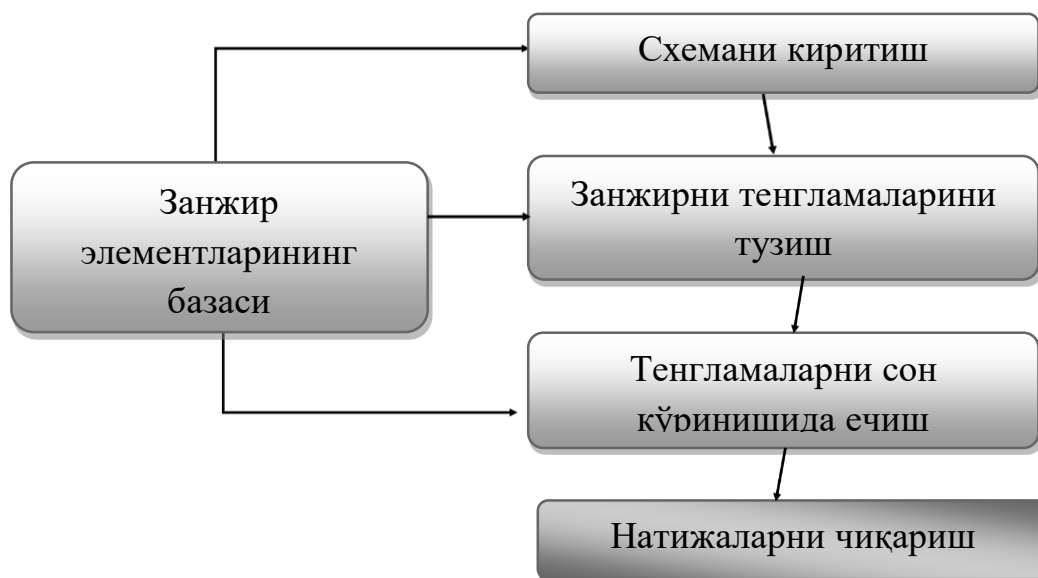 Схемани киритиш
Занжир
элементларининг
базаси
Занжирни тенгламаларини
тузиш
Тенгламаларни сон
кўринишида ечиш
Натижаларни чиқариш